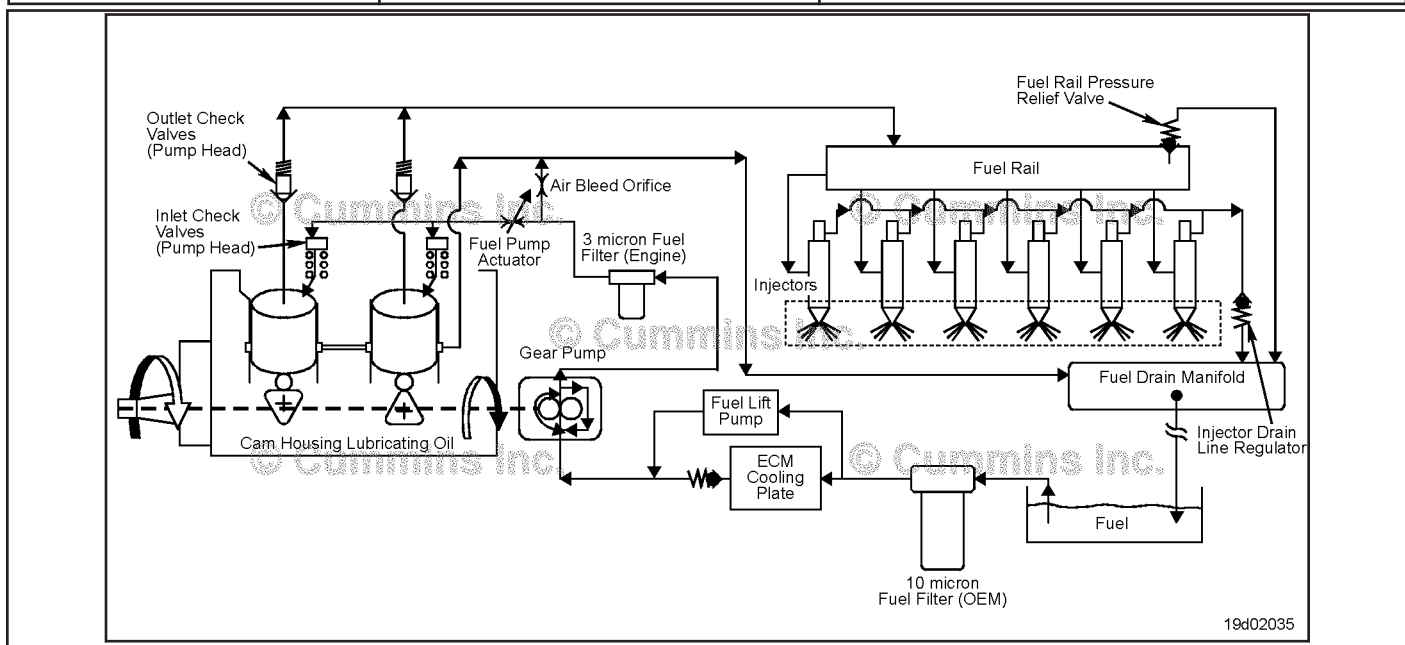 Fuel Rail Pressure
Relief Valve
Outlet Check
Valves
(Pump Head)
Fuel Rail
Air Bleed Orifice
© Cummins Inc.
© Cummins Inc.
Inlet Check
Valves
(Pump Head)
Fuel Pump
Actuator
3 micron Fuel
Filter (Engine)
Injectors
© Cummins Inc.
Gear Pump
Fuel Drain Manifold
Fuel Lift
Pump
Injector Drain
Line Regulator
Cam Housing Lubricating Oil
© Cummins Inc.
© Cummins Inc.
ECM
Cooling
Plate
Fuel
10 micron
Fuel Filter (OEM)
19d02035